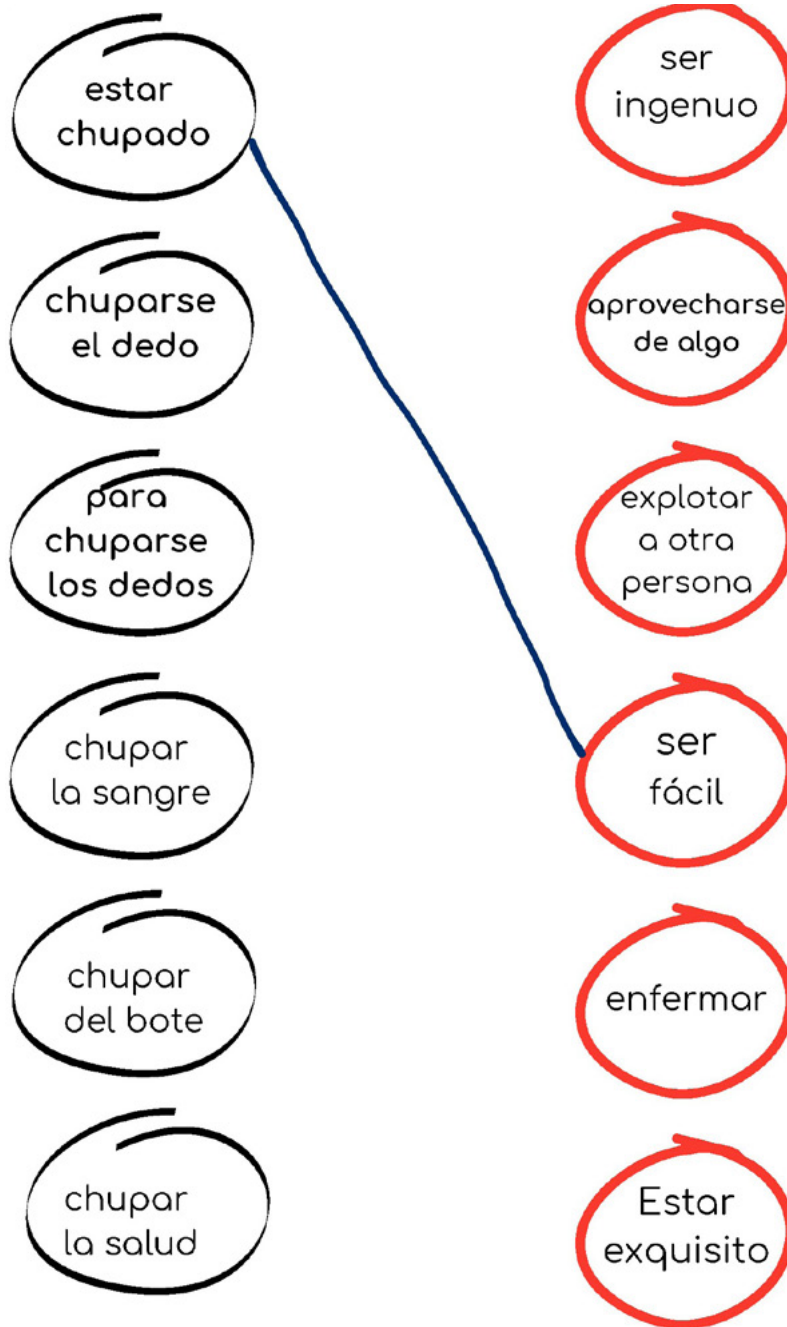 estar
chupado
chuparse
el dedo
para
chuparse
los dedos
chupar
la sangre
chupar
del bote
chupar
la salud
ser
ingenuo
aprovecharse
de algo
explotar
a otra
persona
ser
fácil
enfermar
Estar
exquisito